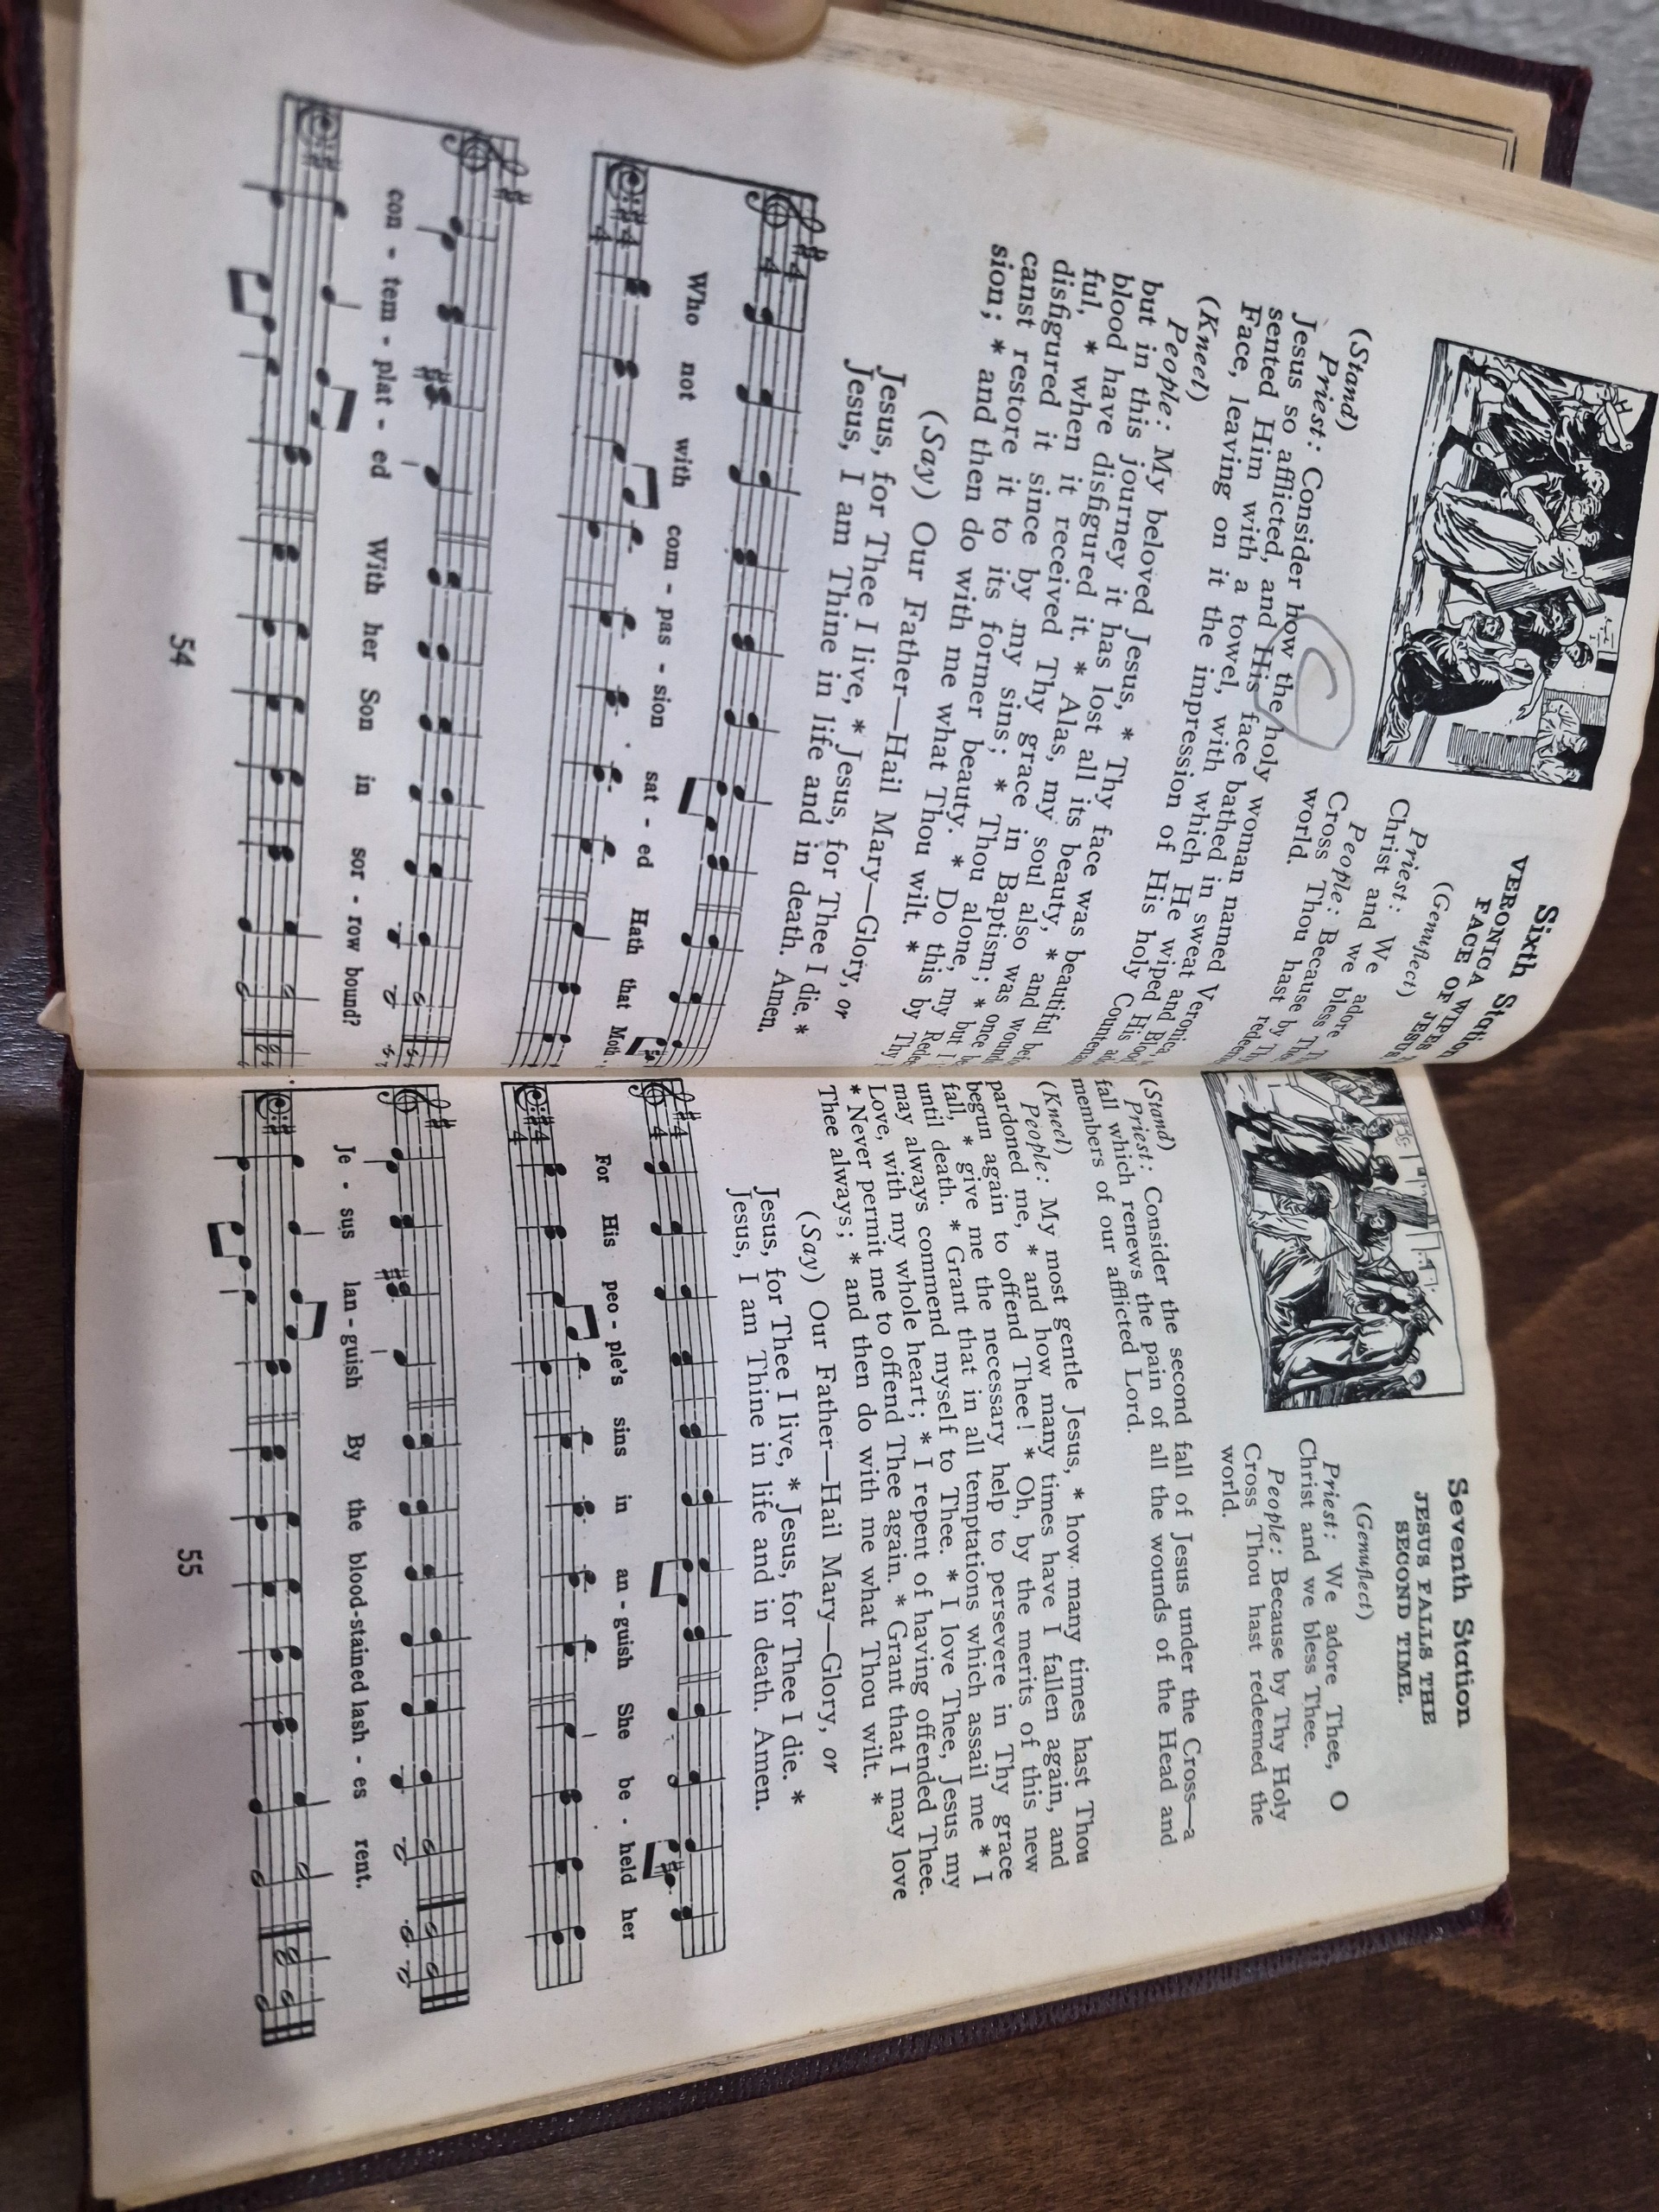 Sixth Station
VERONICA WIPES
FACE OF JESUS
(Genuflect)
Priest: We adore
Christ and we bless
People: Because
Cross Thou hast redeem
world.
(Stand)
Priest: Consider how the holy woman named Veronica,
Jesus so afflicted, and His face bathed in sweat and Bloo
sented Him with a towel, with which He wiped His
Face, leaving on it the impression of His holy Countena
(Kneel)
People: My beloved Jesus, * Thy face was beautiful be
but in this journey it has lost all its beauty, * and wound
blood have disfigured it. * Alas, my soul also was once
ful, * when it received Thy grace in Baptism; * but I
disfigured it since by my sins; * Thou alone, my Rede
canst restore it to its former beauty. * Do this by Thy
sion; * and then do with me what Thou wilt. *
(Say) Our Father—Hail Mary—Glory, or
Jesus, for Thee I live, * Jesus, for Thee I die, *
Jesus, I am Thine in life and in death. Amen.
Who not with com - pas - sion sat - ed Hath that Moth
con - tem - plat - ed With her Son in sor - row bound?
54
Seventh Station
JESUS FALLS THE
SECOND TIME.
(Genuflect)
Priest: We adore Thee, O
Christ and we bless Thee.
People: Because by Thy Holy
Cross Thou hast redeemed the
world.
(Stand)
Priest: Consider the second fall of Jesus under the Cross—a
fall which renews the pain of all the wounds of the Head and
members of our afflicted Lord.
(Kneel)
People: My most gentle Jesus, * how many times hast Thou
pardoned me, * and how many times have I fallen again, and
begun again to offend Thee! * Oh, by the merits of this new
fall, * give me the necessary help to persevere in Thy grace
until death. * Grant that in all temptations which assail me * I
may always commend myself to Thee. * I love Thee, Jesus my
Love, with my whole heart; * I repent of having offended Thee.
* Never permit me to offend Thee again. * Grant that I may love
Thee always; * and then do with me what Thou wilt. *
(Say) Our Father—Hail Mary—Glory, or
Jesus, for Thee I live, * Jesus, for Thee I die. *
Jesus, I am Thine in life and in death. Amen.
For His peo - ple's sins in an - guish She be - held her
Je - sus lan - guish By the blood-stained lash - es rent.
55